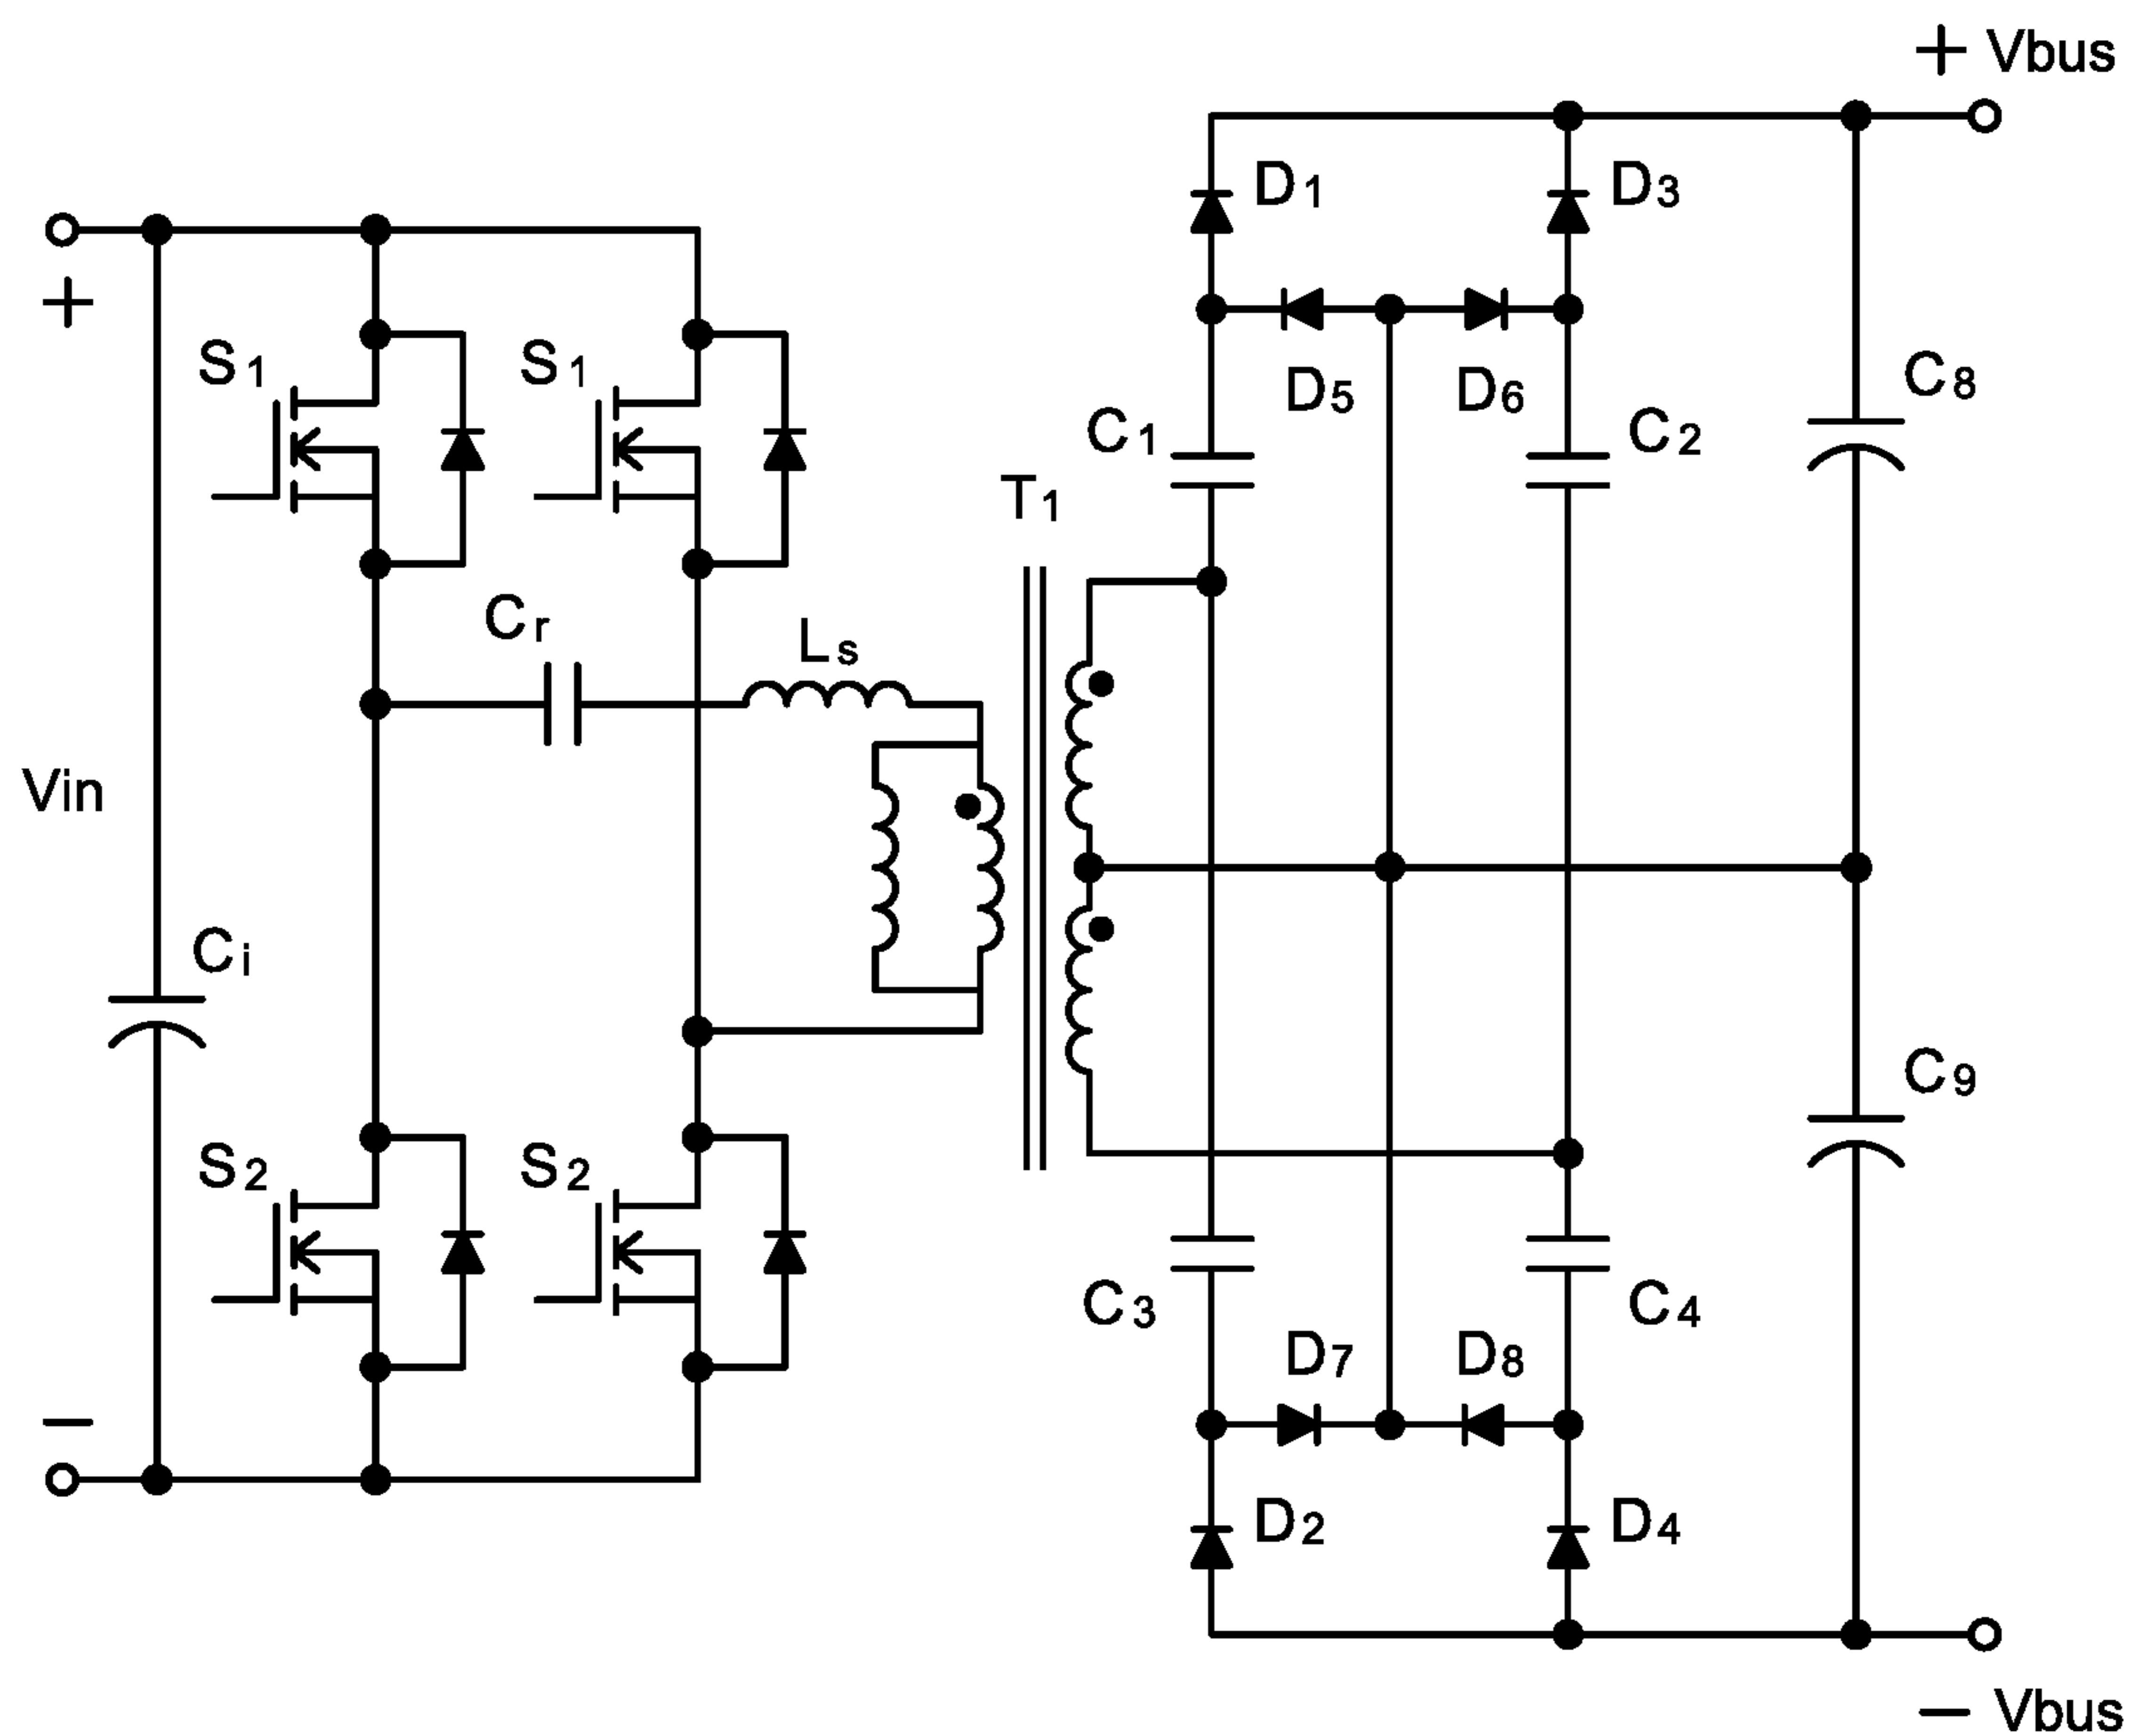 + Vbus
D1
D3
+
S1
S1
D5
D6
C8
C1
C2
T1
Cr
Ls
Vin
Ci
C9
S2
S2
C3
C4
D7
D8
D2
D4
− Vbus